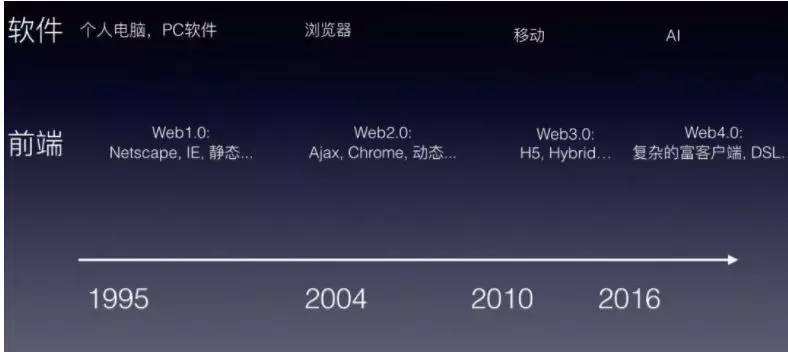 软件 个人电脑，PC软件 浏览器 移动 AI
前端 Web1.0: Web2.0: Web3.0: Web4.0:
Netscape, IE, 静态... Ajax, Chrome, 动态... H5, Hybrid... 复杂的富客户端, DSL.
1995 2004 2010 2016